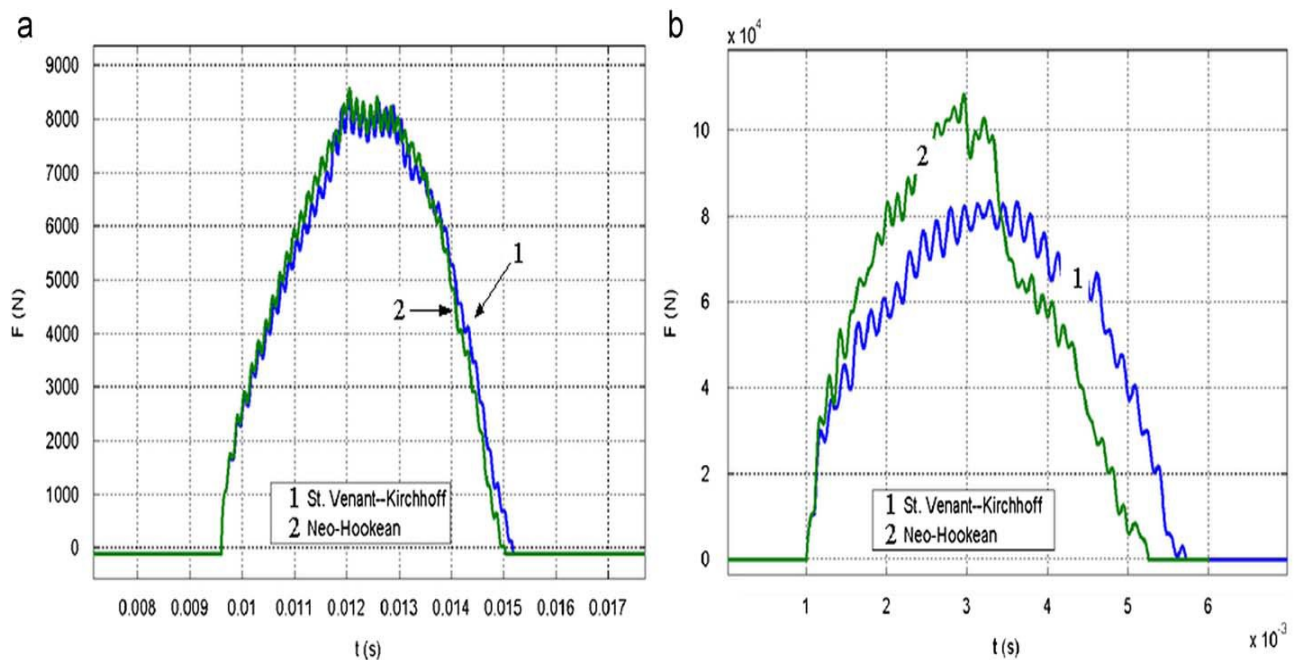 a
9000
8000
7000
6000
5000
4000
3000
2000
1000
0
F (N)
1
2
1 St. Venant--Kirchhoff
2 Neo-Hookean
0.008 0.009 0.01 0.011 0.012 0.013 0.014 0.015 0.016 0.017
t (s)
b
x 10⁴
10
8
6
4
2
0
F (N)
2
1
1 St. Venant--Kirchhoff
2 Neo-Hookean
1 2 3 4 5 6
t (s)
x 10⁻³